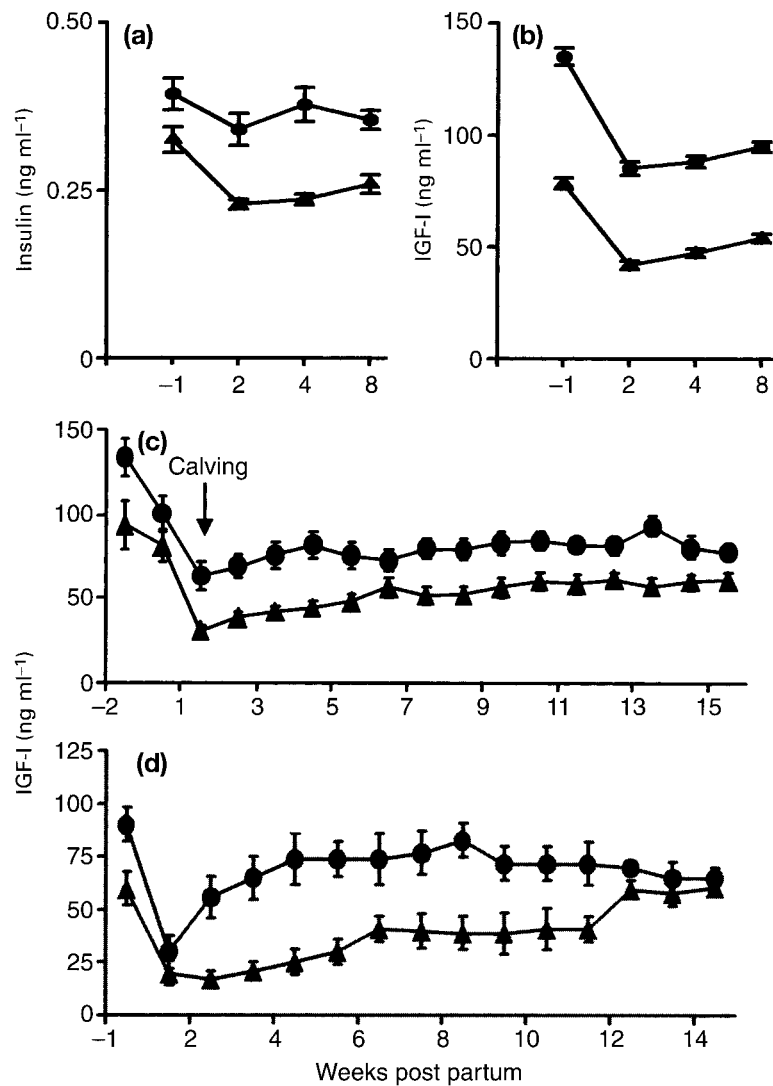 (a)
Insulin (ng ml⁻¹)
0.50
0.25
0
–1 2 4 8
(b)
IGF-I (ng ml⁻¹)
150
100
50
0
–1 2 4 8
(c)
Calving
150
100
50
0
–2 1 3 5 7 9 11 13 15
IGF-I (ng ml⁻¹)
(d)
125
100
75
50
25
0
–1 2 4 6 8 10 12 14
Weeks post partum